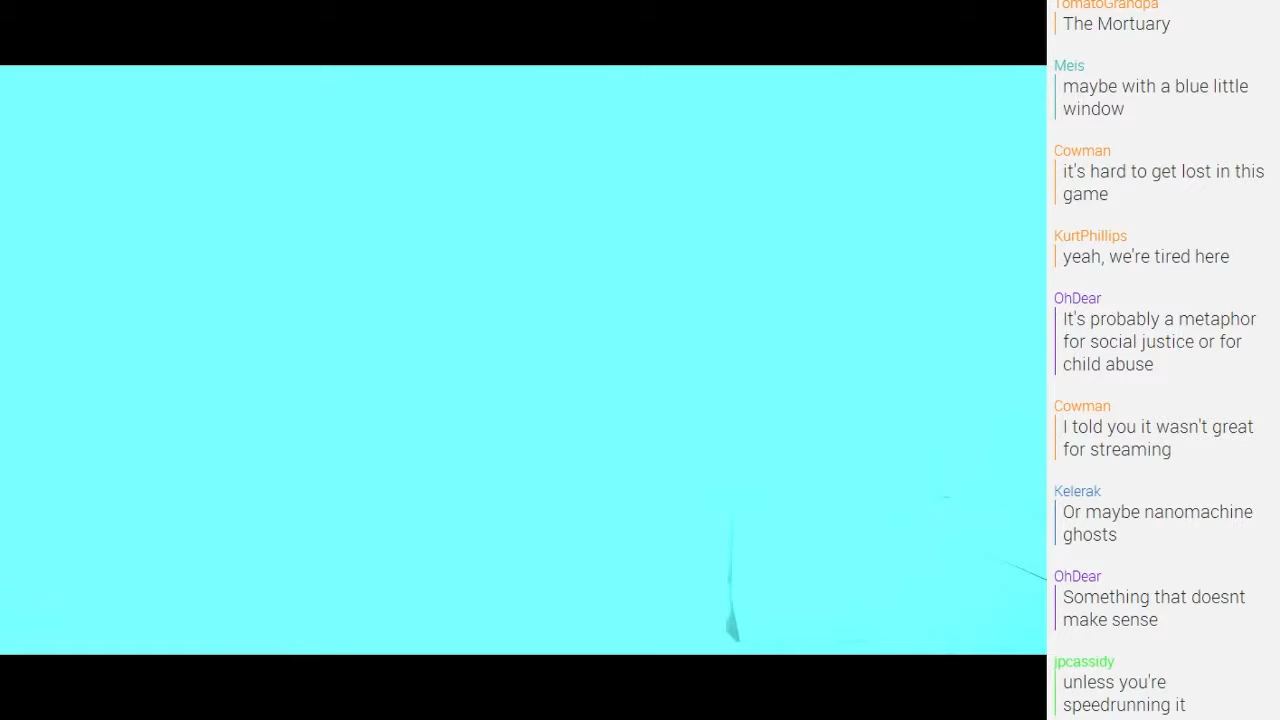 TomatoGrandpa
The Mortuary
Meis
maybe with a blue little
window
Cowman
it's hard to get lost in this
game
KurtPhillips
yeah, we're tired here
OhDear
It's probably a metaphor
for social justice or for
child abuse
Cowman
I told you it wasn't great
for streaming
Kelerak
Or maybe nanomachine
ghosts
OhDear
Something that doesnt
make sense
jpcassidy
unless you're
speedrunning it